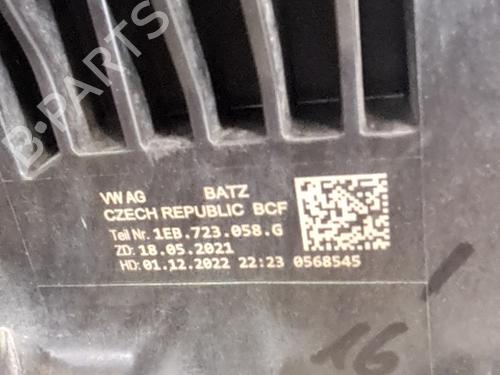 B-PARTS
VW AG BATZ
CZECH REPUBLIC BCF
Teil Nr. 1EB.723.058.G
ZD: 18.05.2021
HD: 01.12.2022 22:23 0568545
16